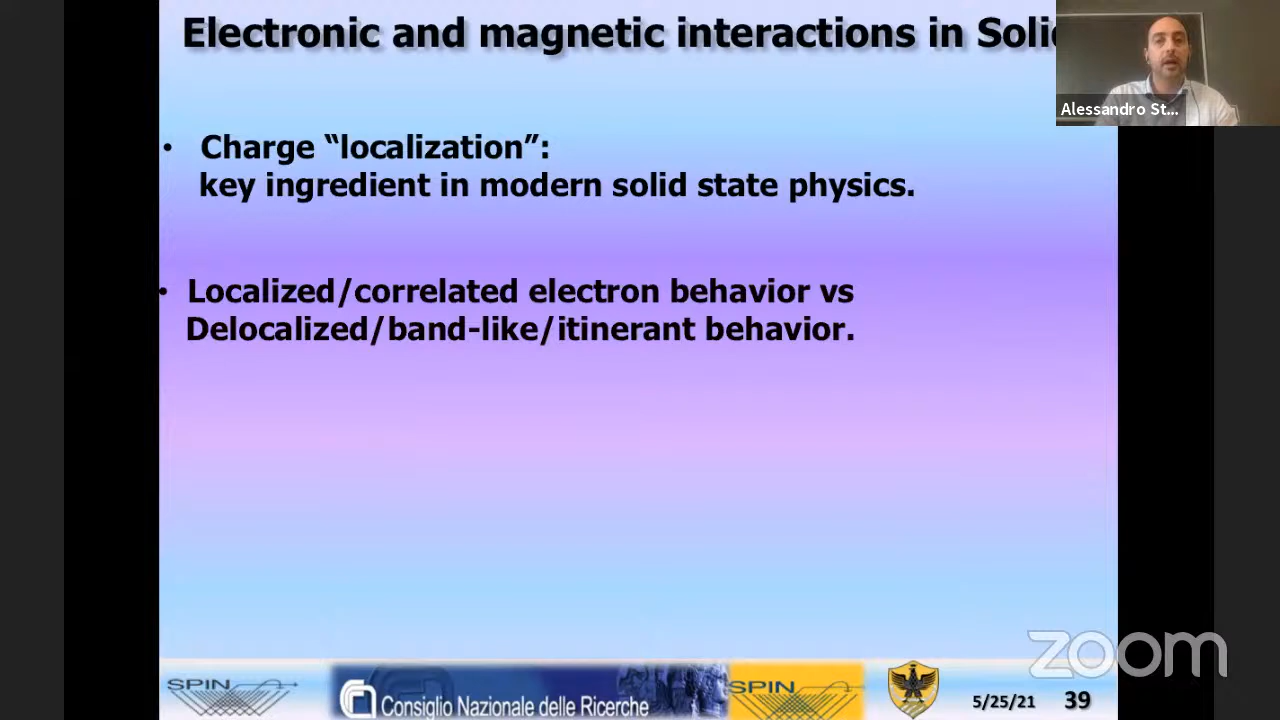 Electronic and magnetic interactions in
Alessandro St...
• Charge “localization”:
key ingredient in modern solid state physics.
• Localized/correlated electron behavior vs
Delocalized/band-like/itinerant behavior.
zoom
SPIN
Consiglio Nazionale delle Ricerche
SPIN
5/25/21 39